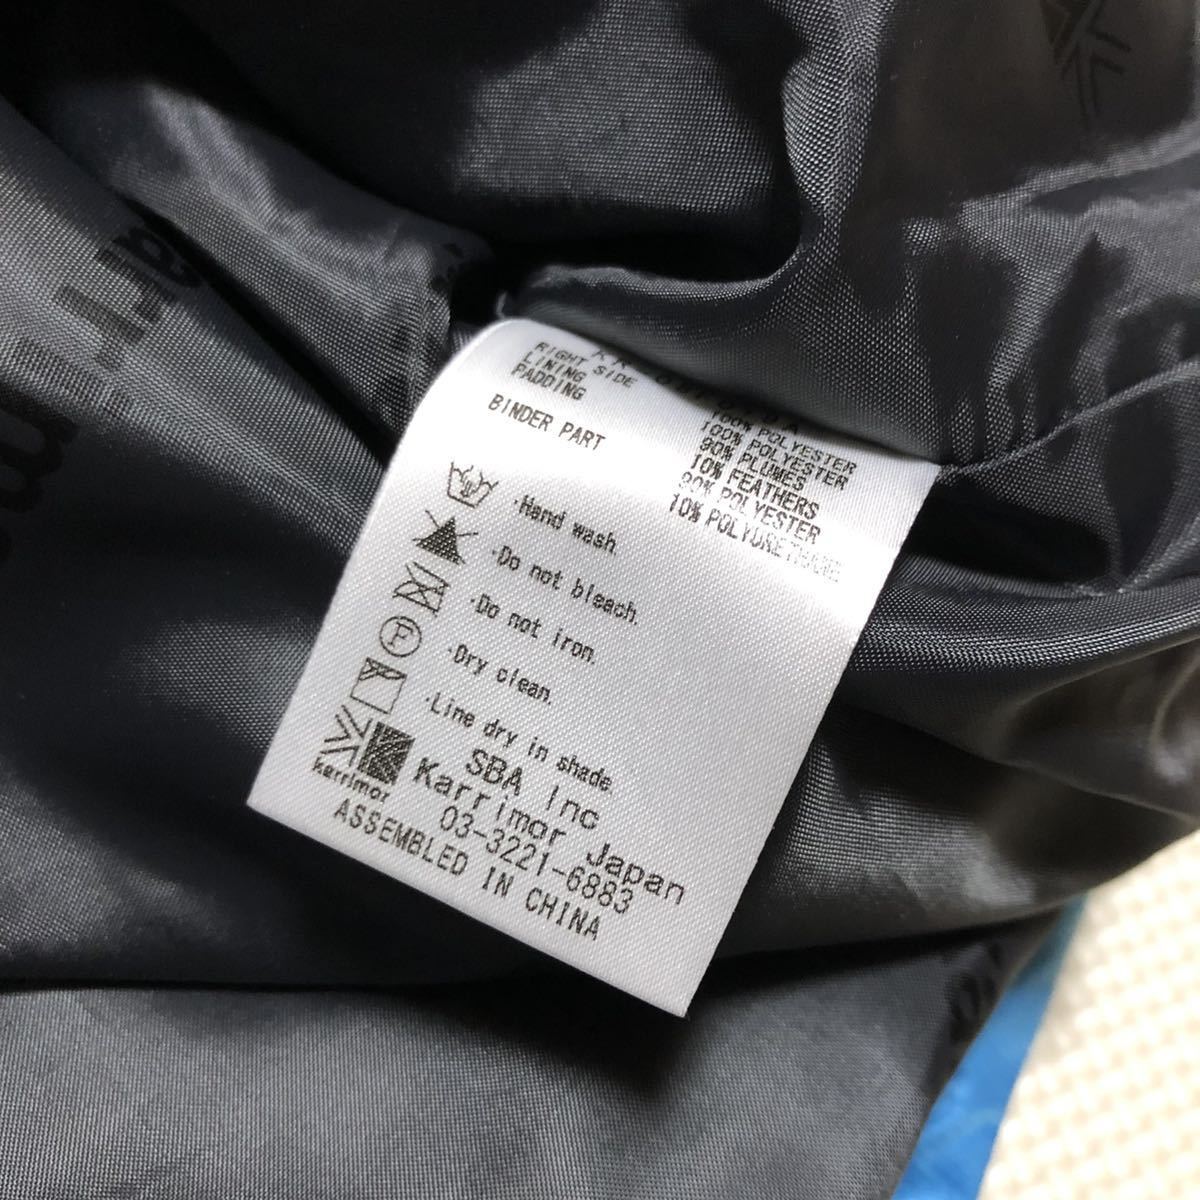 RIGHT SIDE 100% POLYESTER
LINING 100% POLYESTER
PADDING 90% PLUMES
10% FEATHERS
BINDER PART 90% POLYESTER
10% POLYURETHANE
·Hand wash.
·Do not bleach.
·Do not iron.
·Dry clean.
·Line dry in shade.
F
karrimor
SBA Inc
Karrimor Japan
03-3221-6883
ASSEMBLED IN CHINA